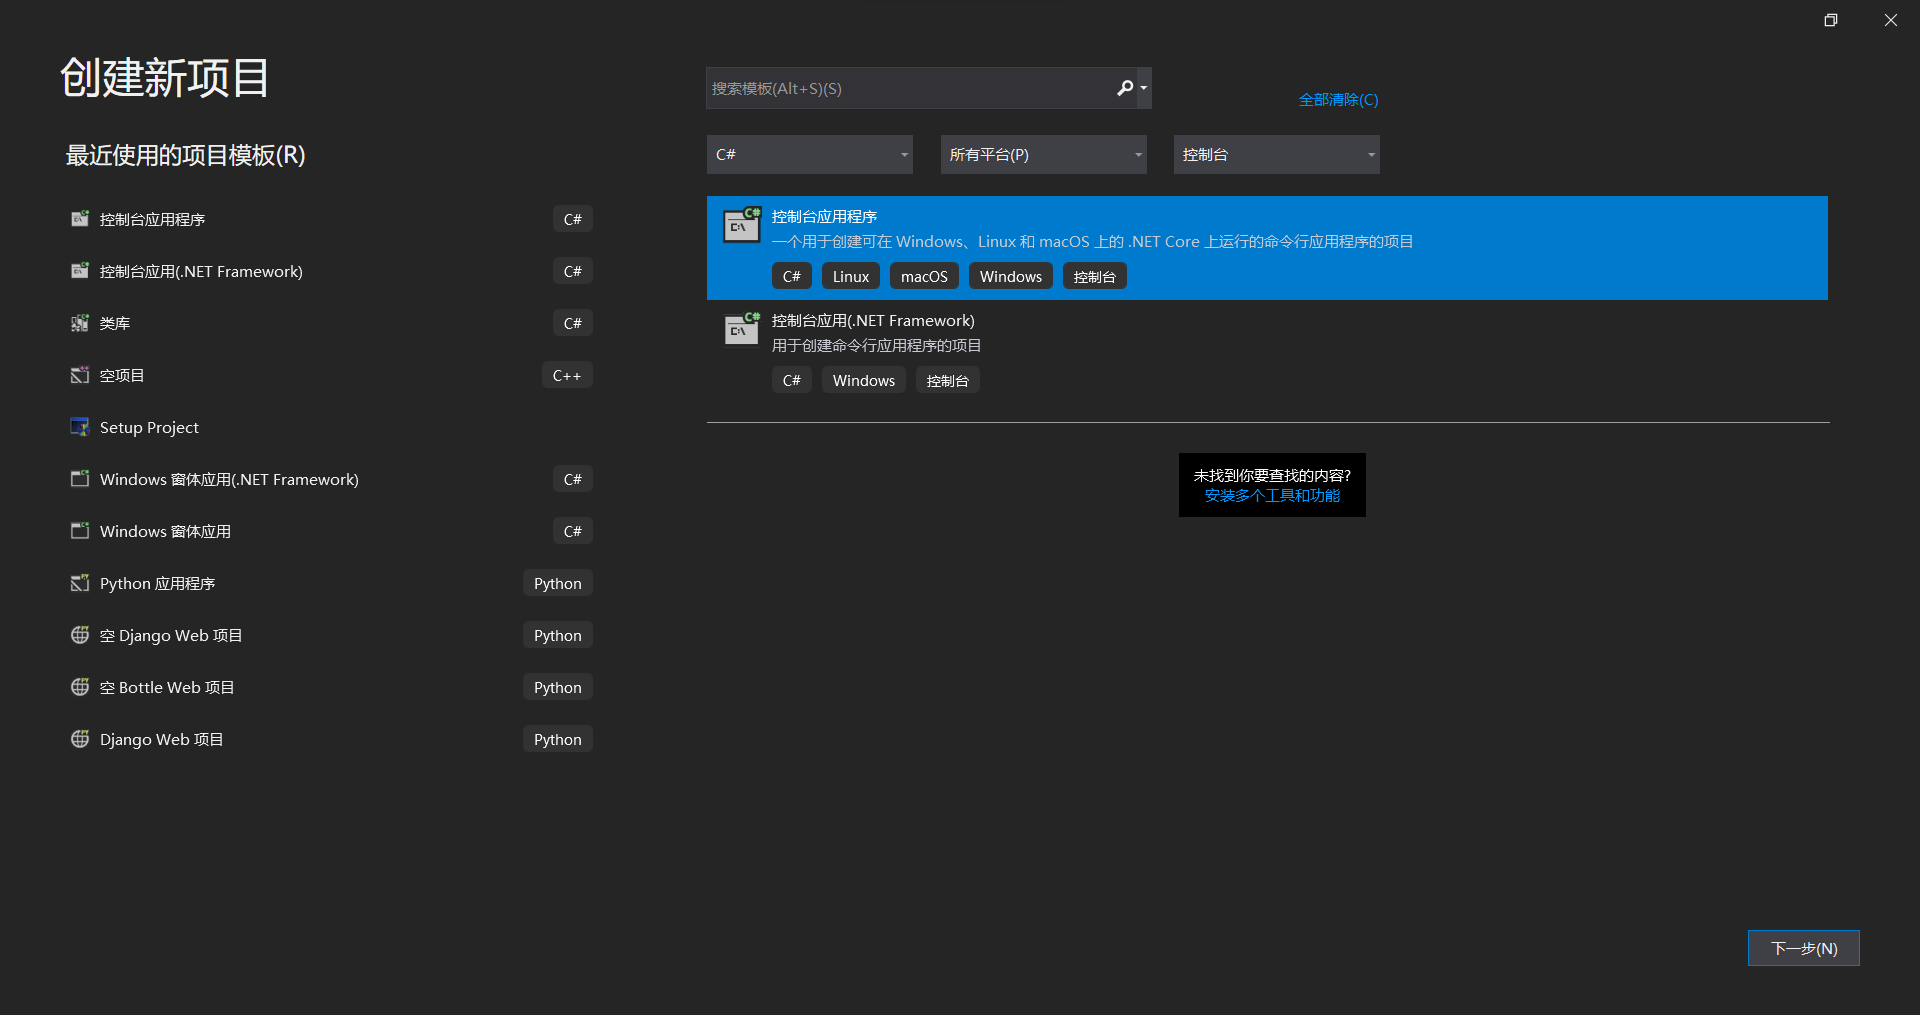 创建新项目
最近使用的项目模板(R)
控制台应用程序 C#
控制台应用(.NET Framework) C#
类库 C#
空项目 C++
Setup Project
Windows 窗体应用(.NET Framework) C#
Windows 窗体应用 C#
Python 应用程序 Python
空 Django Web 项目 Python
空 Bottle Web 项目 Python
Django Web 项目 Python
搜索模板(Alt+S)(S)
全部清除(C)
C# 所有平台(P) 控制台
C# 控制台应用程序
C:\ 一个用于创建可在 Windows、Linux 和 macOS 上的 .NET Core 上运行的命令行应用程序的项目
C# Linux macOS Windows 控制台
C# 控制台应用(.NET Framework)
C:\ 用于创建命令行应用程序的项目
C# Windows 控制台
未找到你要查找的内容?
安装多个工具和功能
下一步(N)